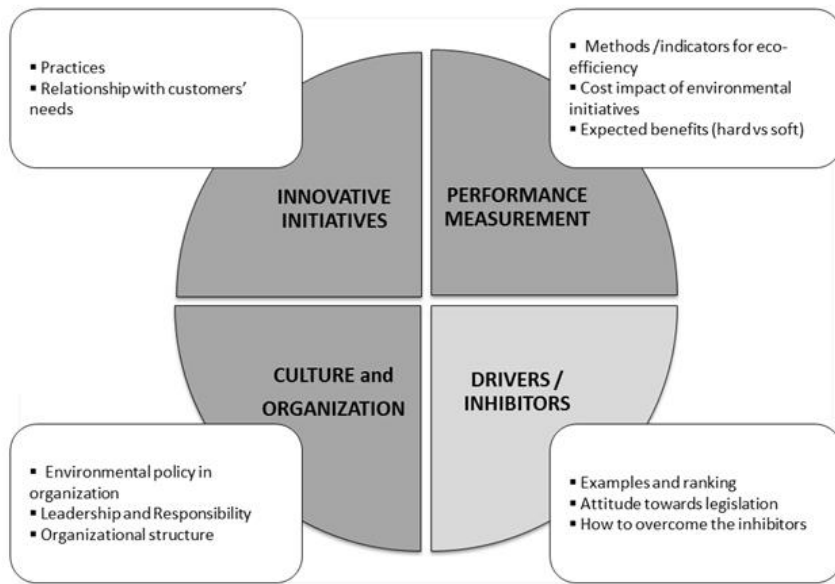 ▪ Practices
▪ Relationship with customers'
needs
▪ Methods /indicators for eco-
efficiency
▪ Cost impact of environmental
initiatives
▪ Expected benefits (hard vs soft)
INNOVATIVE
INITIATIVES
PERFORMANCE
MEASUREMENT
CULTURE and
ORGANIZATION
DRIVERS /
INHIBITORS
▪ Environmental policy in
organization
▪ Leadership and Responsibility
▪ Organizational structure
▪ Examples and ranking
▪ Attitude towards legislation
▪ How to overcome the inhibitors